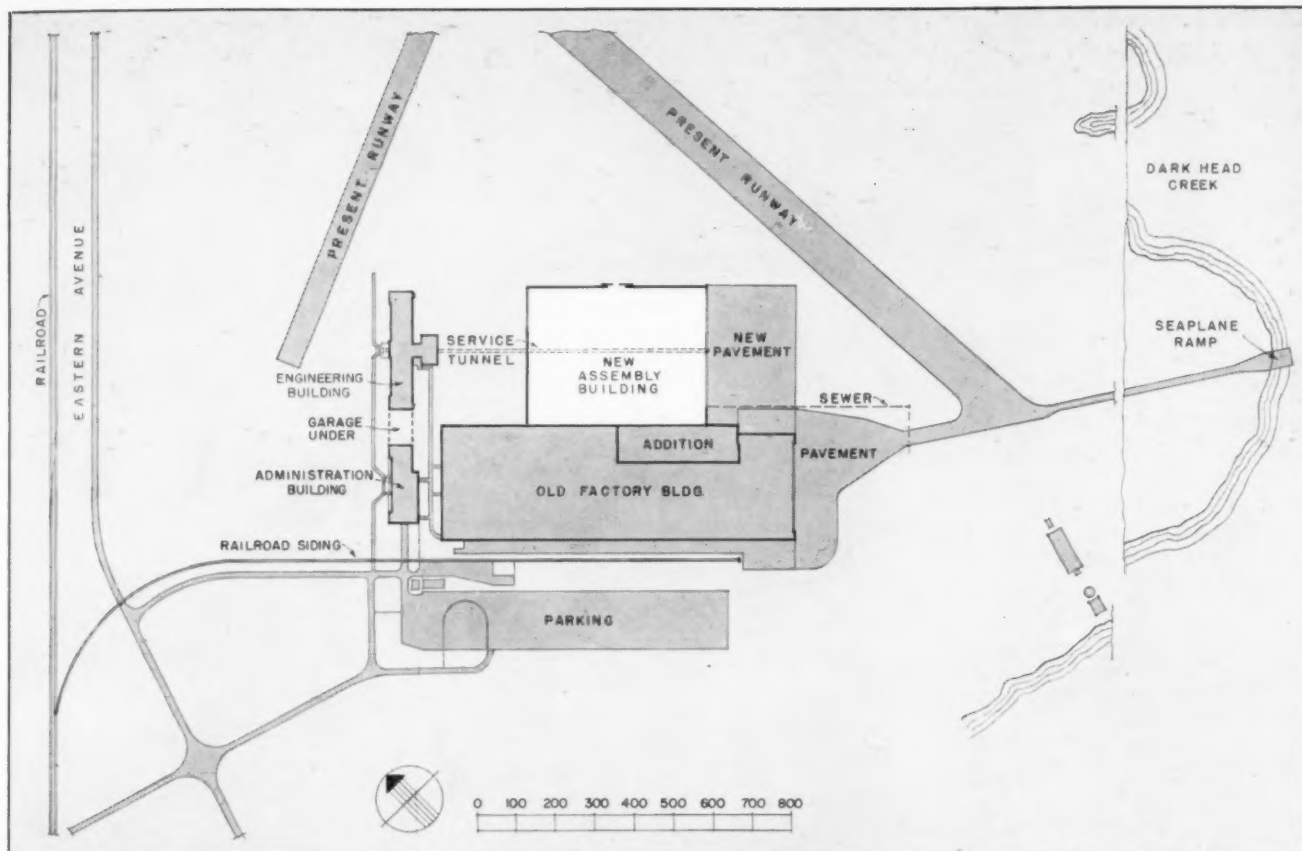 RAILROAD
EASTERN AVENUE
PRESENT RUNWAY
PRESENT RUNWAY
DARK HEAD
CREEK
SEAPLANE
RAMP
SERVICE
TUNNEL
NEW
ASSEMBLY
BUILDING
NEW
PAVEMENT
ENGINEERING
BUILDING
GARAGE
UNDER
SEWER
ADDITION
PAVEMENT
ADMINISTRATION
BUILDING
OLD FACTORY BLDG.
RAILROAD SIDING
PARKING
0 100 200 300 400 500 600 700 800